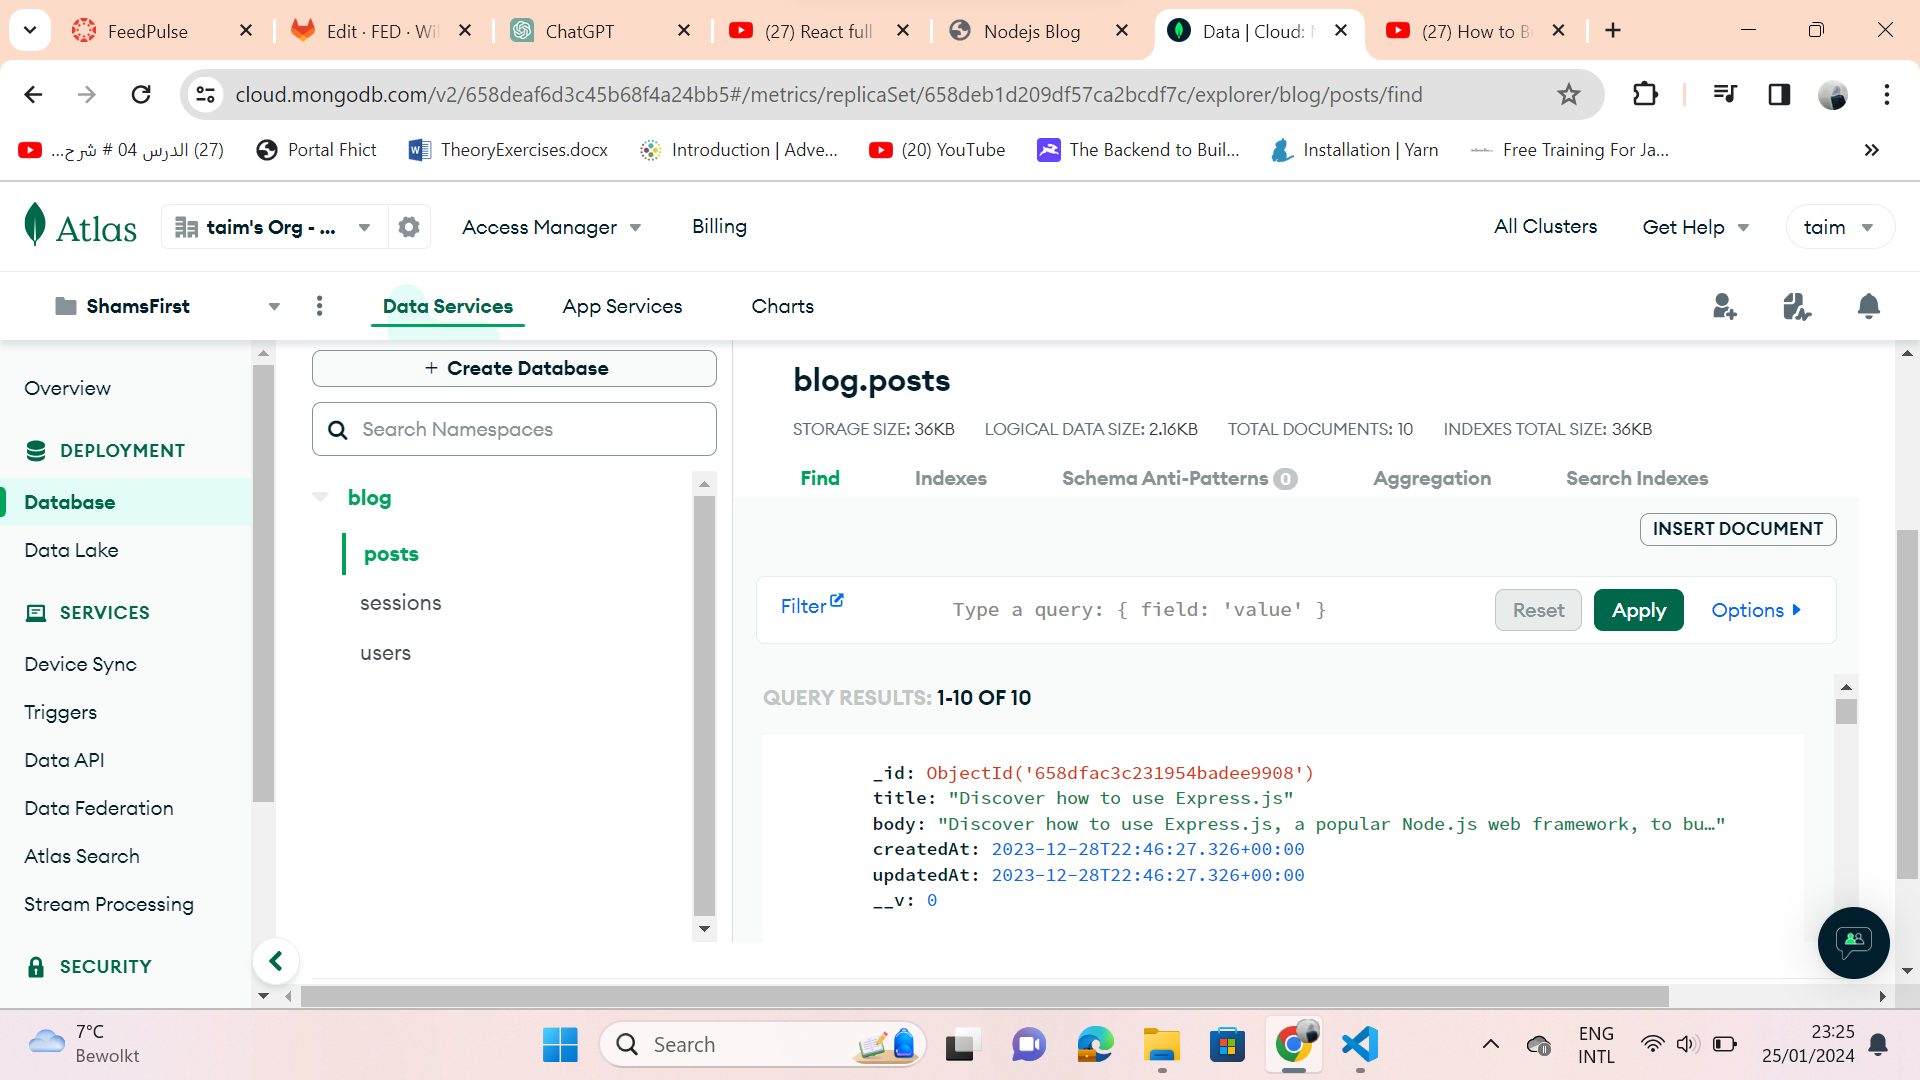 FeedPulse
Edit · FED · Wil
ChatGPT
(27) React full
Nodejs Blog
Data | Cloud: M
(27) How to Bu
cloud.mongodb.com/v2/658deaf6d3c45b68f4a24bb5#/metrics/replicaSet/658deb1d209df57ca2bcdf7c/explorer/blog/posts/find
(27) الدرس 04 # شرح...
Portal Fhict
TheoryExercises.docx
Introduction | Adve...
(20) YouTube
The Backend to Buil...
Installation | Yarn
Free Training For Ja...
Atlas
taim's Org - ...
Access Manager
Billing
All Clusters
Get Help
taim
ShamsFirst
Data Services
App Services
Charts
Overview
DEPLOYMENT
Database
Data Lake
SERVICES
Device Sync
Triggers
Data API
Data Federation
Atlas Search
Stream Processing
SECURITY
+ Create Database
Search Namespaces
blog
posts
sessions
users
blog.posts
STORAGE SIZE: 36KB LOGICAL DATA SIZE: 2.16KB TOTAL DOCUMENTS: 10 INDEXES TOTAL SIZE: 36KB
Find Indexes Schema Anti-Patterns 0 Aggregation Search Indexes
INSERT DOCUMENT
Filter
Type a query: { field: 'value' }
Reset
Apply
Options
QUERY RESULTS: 1-10 OF 10
_id: ObjectId('658dfac3c231954badee9908')
title: "Discover how to use Express.js"
body: "Discover how to use Express.js, a popular Node.js web framework, to bu…"
createdAt: 2023-12-28T22:46:27.326+00:00
updatedAt: 2023-12-28T22:46:27.326+00:00
__v: 0
7°C
Bewolkt
Search
ENG
INTL
23:25
25/01/2024